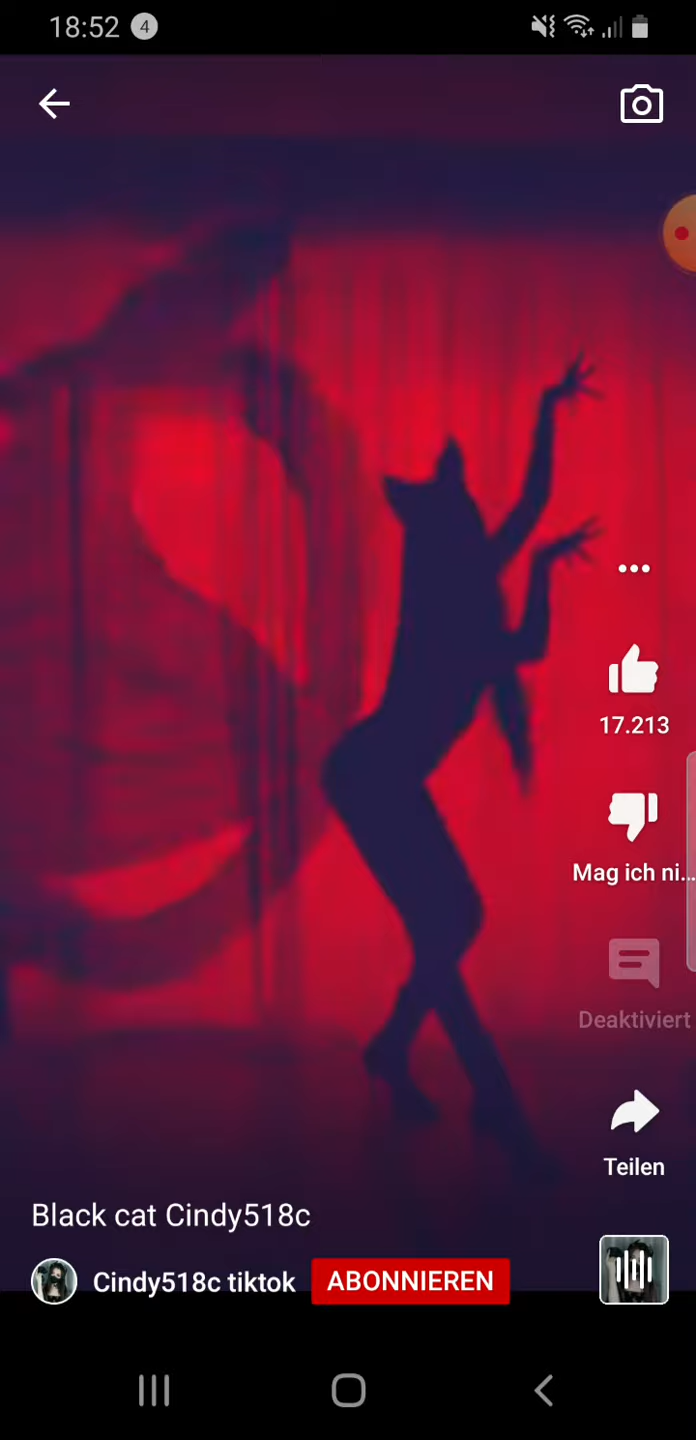 18:52 4
17.213
Mag ich ni...
Deaktiviert
Teilen
Black cat Cindy518c
Cindy518c tiktok ABONNIEREN